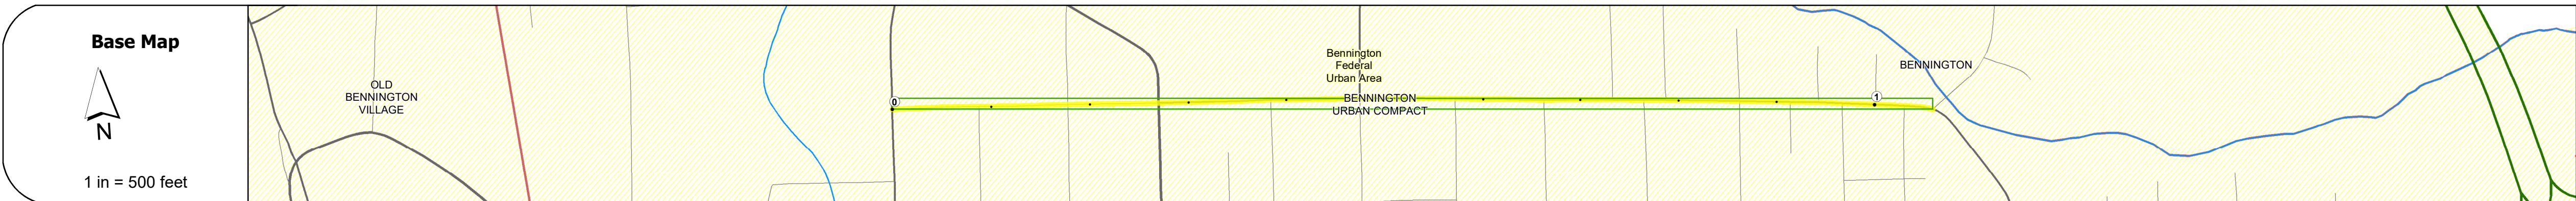 Base Map
N
1 in = 500 feet
OLD
BENNINGTON
VILLAGE
0
Bennington
Federal
Urban Area
BENNINGTON
URBAN COMPACT
1
BENNINGTON